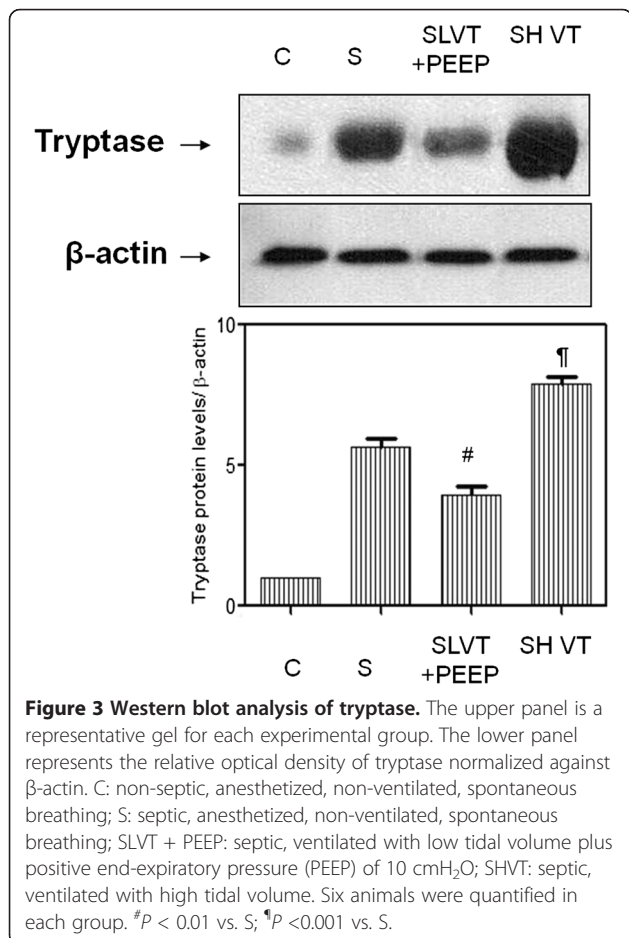 C S SLVT +PEEP SH VT
Tryptase →
β-actin →
10
5
0
Tryptase protein levels/ β-actin
#
¶
C S SLVT +PEEP SH VT
Figure 3 Western blot analysis of tryptase. The upper panel is a
representative gel for each experimental group. The lower panel
represents the relative optical density of tryptase normalized against
β-actin. C: non-septic, anesthetized, non-ventilated, spontaneous
breathing; S: septic, anesthetized, non-ventilated, spontaneous
breathing; SLVT + PEEP: septic, ventilated with low tidal volume plus
positive end-expiratory pressure (PEEP) of 10 cmH₂O; SHVT: septic,
ventilated with high tidal volume. Six animals were quantified in
each group. #P < 0.01 vs. S; ¶P <0.001 vs. S.